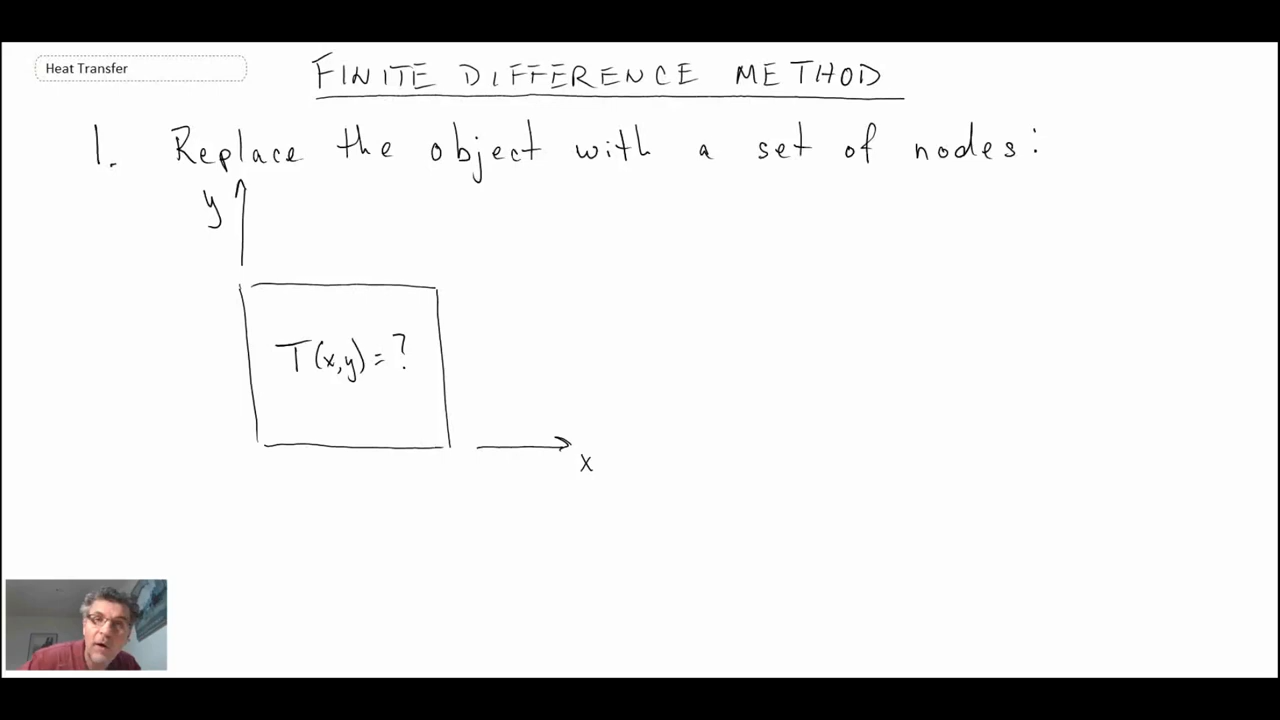 Heat Transfer
FINITE DIFFERENCE METHOD
1. Replace the object with a set of nodes:
y
T(x,y) = ?
x